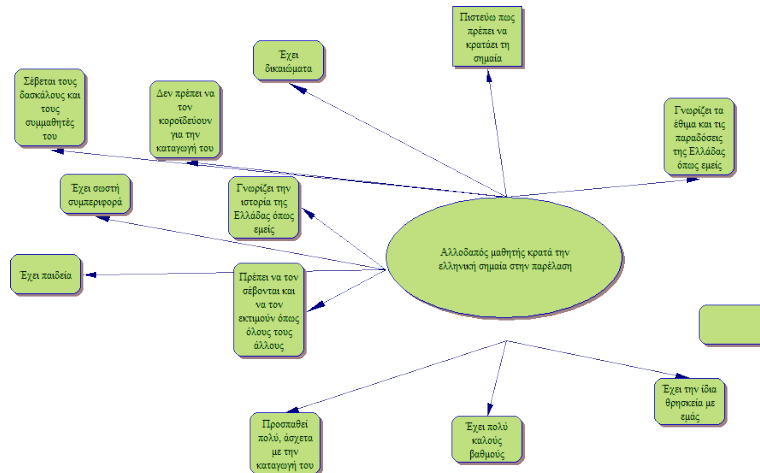 Πιστεύω πως
πρέπει να
κρατάει τη
σημαία
Έχει
δικαιώματα
Σέβεται τους
δασκάλους και
τους
συμμαθητές
του
Δεν πρέπει να
τον
κοροϊδεύουν
για την
καταγωγή του
Γνωρίζει τα
έθιμα και τις
παραδόσεις
της Ελλάδας
όπως εμείς
Έχει σωστή
συμπεριφορά
Γνωρίζει την
ιστορία της
Ελλάδας όπως
εμείς
Αλλοδαπός μαθητής κρατά την
ελληνική σημαία στην παρέλαση
Έχει παιδεία
Πρέπει να τον
σέβονται και
να τον
εκτιμούν όπως
όλους τους
άλλους
Έχει την ίδια
θρησκεία με
εμάς
Προσπαθεί
πολύ, άσχετα
με την
καταγωγή του
Έχει πολύ
καλούς
βαθμούς